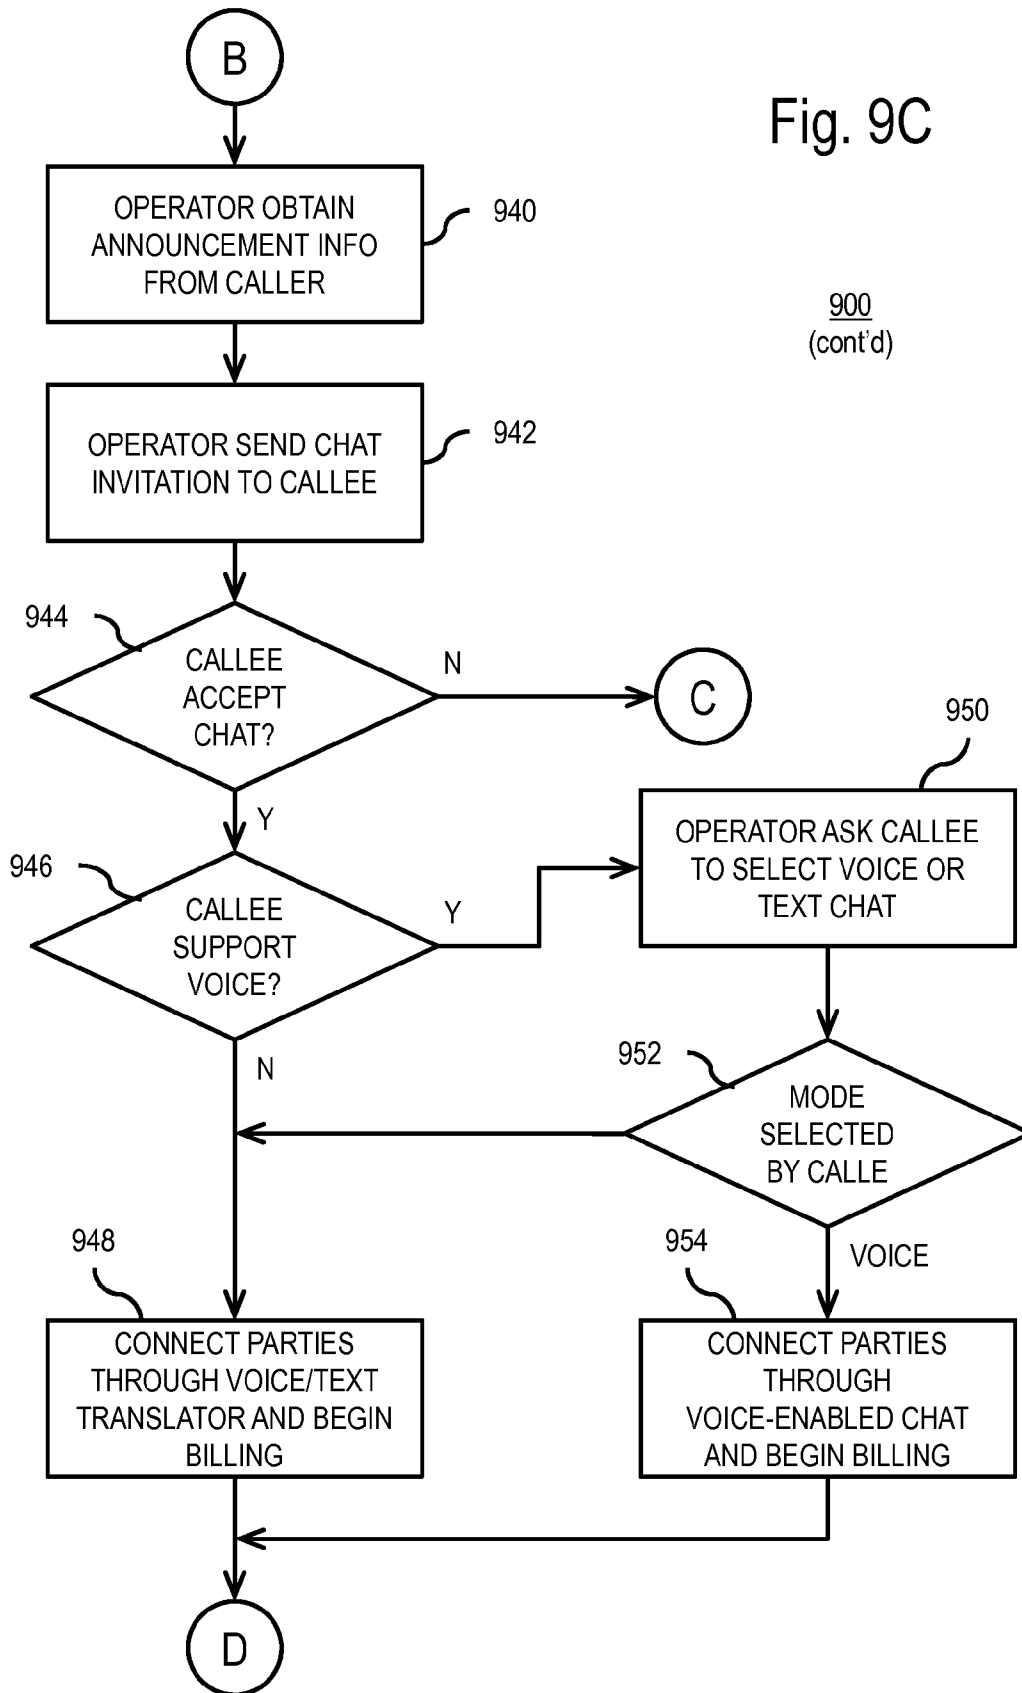 B
Fig. 9C
OPERATOR OBTAIN
ANNOUNCEMENT INFO
FROM CALLER
940
900
(cont'd)
OPERATOR SEND CHAT
INVITATION TO CALLEE
942
944
CALLEE
ACCEPT
CHAT?
N
C
Y
950
OPERATOR ASK CALLEE
TO SELECT VOICE OR
TEXT CHAT
946
CALLEE
SUPPORT
VOICE?
Y
N
952
MODE
SELECTED
BY CALLE
VOICE
948
CONNECT PARTIES
THROUGH VOICE/TEXT
TRANSLATOR AND BEGIN
BILLING
954
CONNECT PARTIES
THROUGH
VOICE-ENABLED CHAT
AND BEGIN BILLING
D